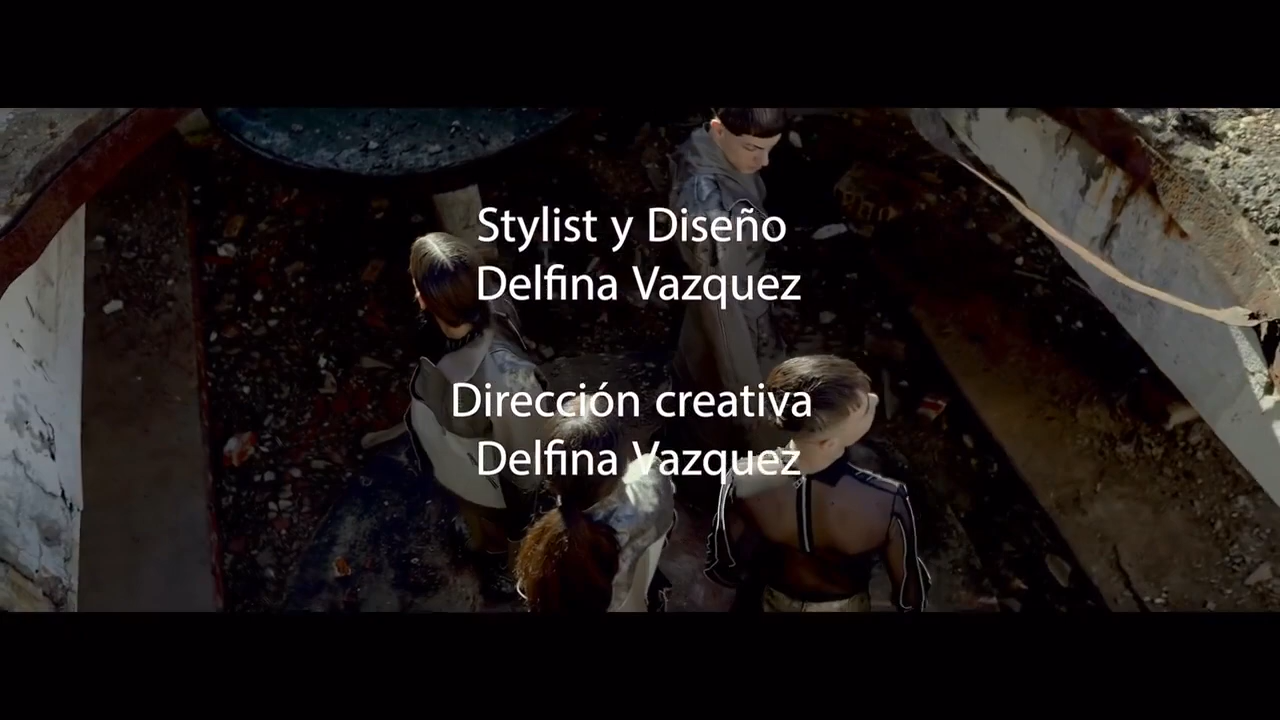 Stylist y Diseño
Delfina Vazquez
Dirección creativa
Delfina Vazquez